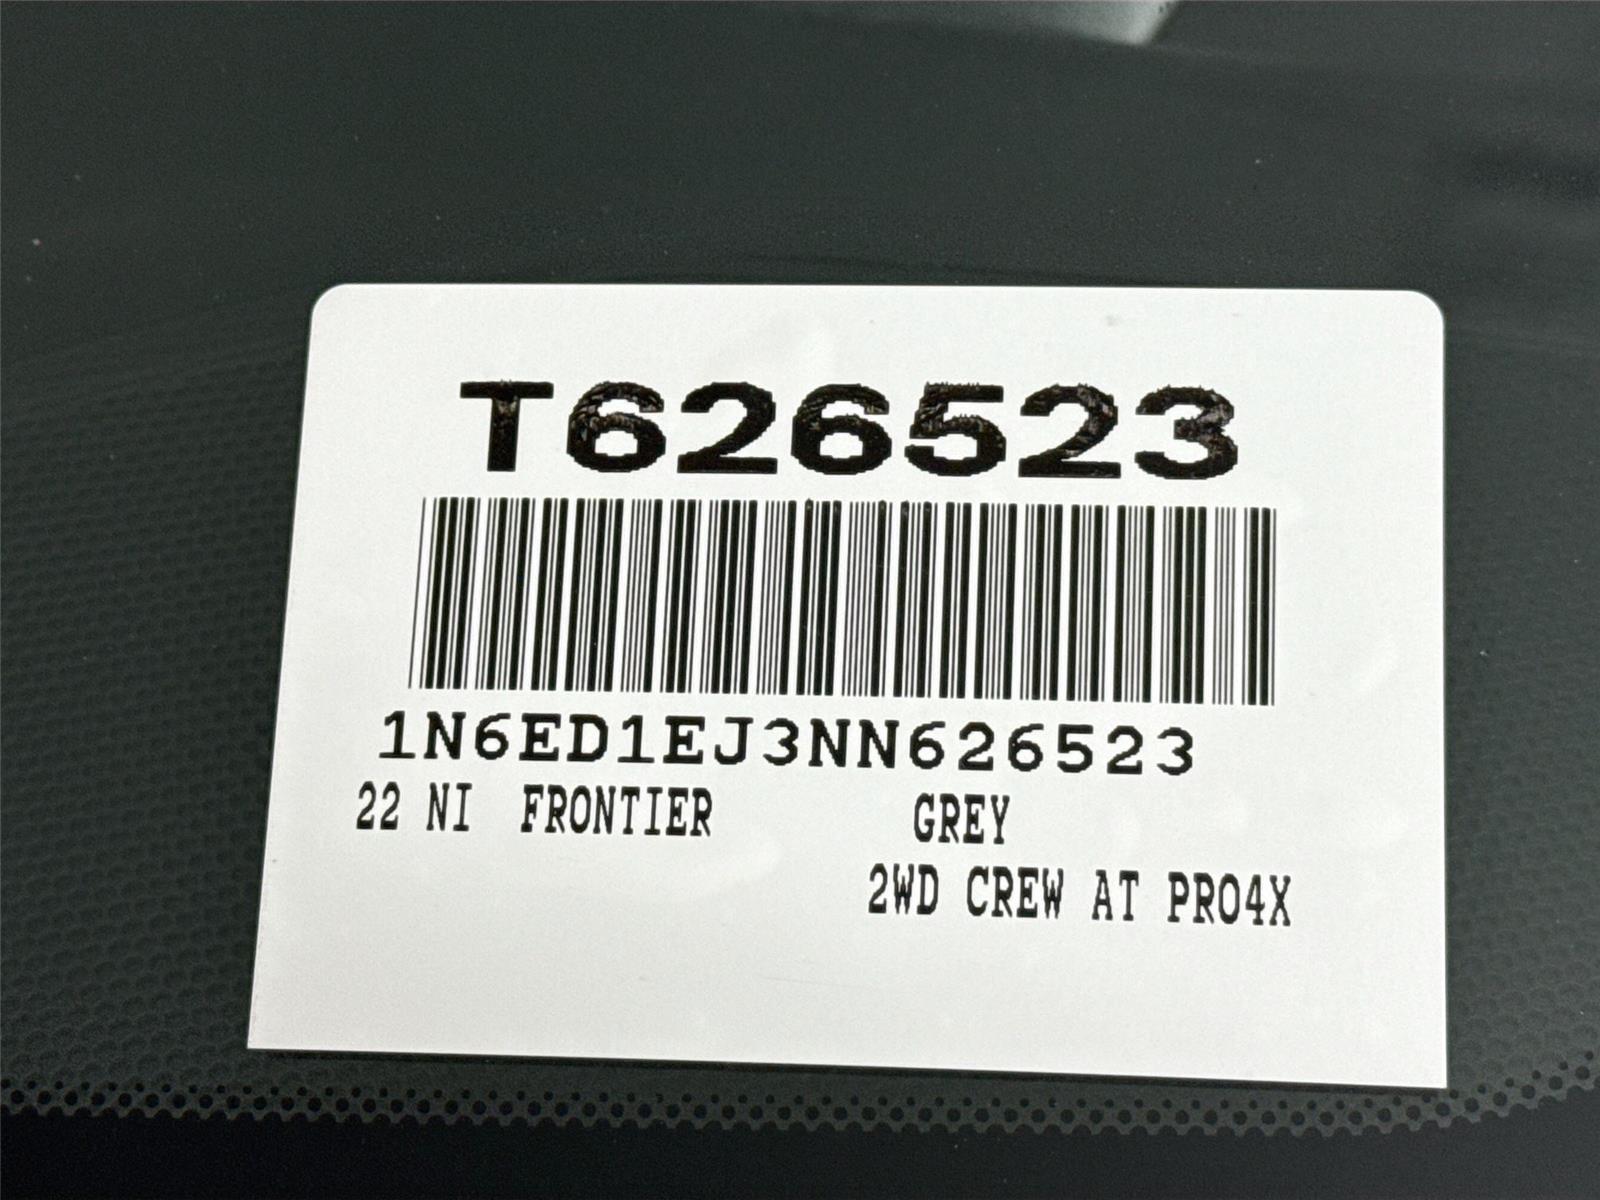 T626523
1N6ED1EJ3NN626523
22 NI FRONTIER GREY
2WD CREW AT PRO4X